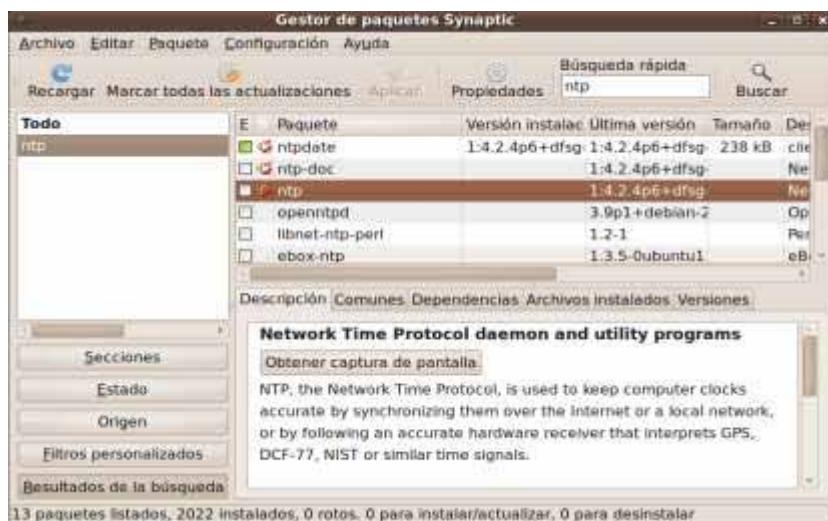 Gestor de paquetes Synaptic
Archivo Editar Paquete Configuración Ayuda
Recargar
Marcar todas las actualizaciones
Aplicar
Propiedades
Búsqueda rápida
ntp
Buscar
Todo
ntp
E Paquete Versión instalac Última versión Tamaño Des
ntpdate 1:4.2.4p6+dfsg- 1:4.2.4p6+dfsg- 238 kB clie
ntp-doc 1:4.2.4p6+dfsg- Ne
ntp 1:4.2.4p6+dfsg- Ne
openntpd 3.9p1+debian-2 Op
libnet-ntp-perl 1.2-1 Per
ebox-ntp 1.3.5-0ubuntu1 eB
Descripción Comunes Dependencias Archivos instalados Versiones
Network Time Protocol daemon and utility programs
Obtener captura de pantalla
NTP, the Network Time Protocol, is used to keep computer clocks
accurate by synchronizing them over the Internet or a local network,
or by following an accurate hardware receiver that interprets GPS,
DCF-77, NIST or similar time signals.
Secciones
Estado
Origen
Filtros personalizados
Resultados de la búsqueda
13 paquetes listados, 2022 instalados, 0 rotos. 0 para instalar/actualizar, 0 para desinstalar